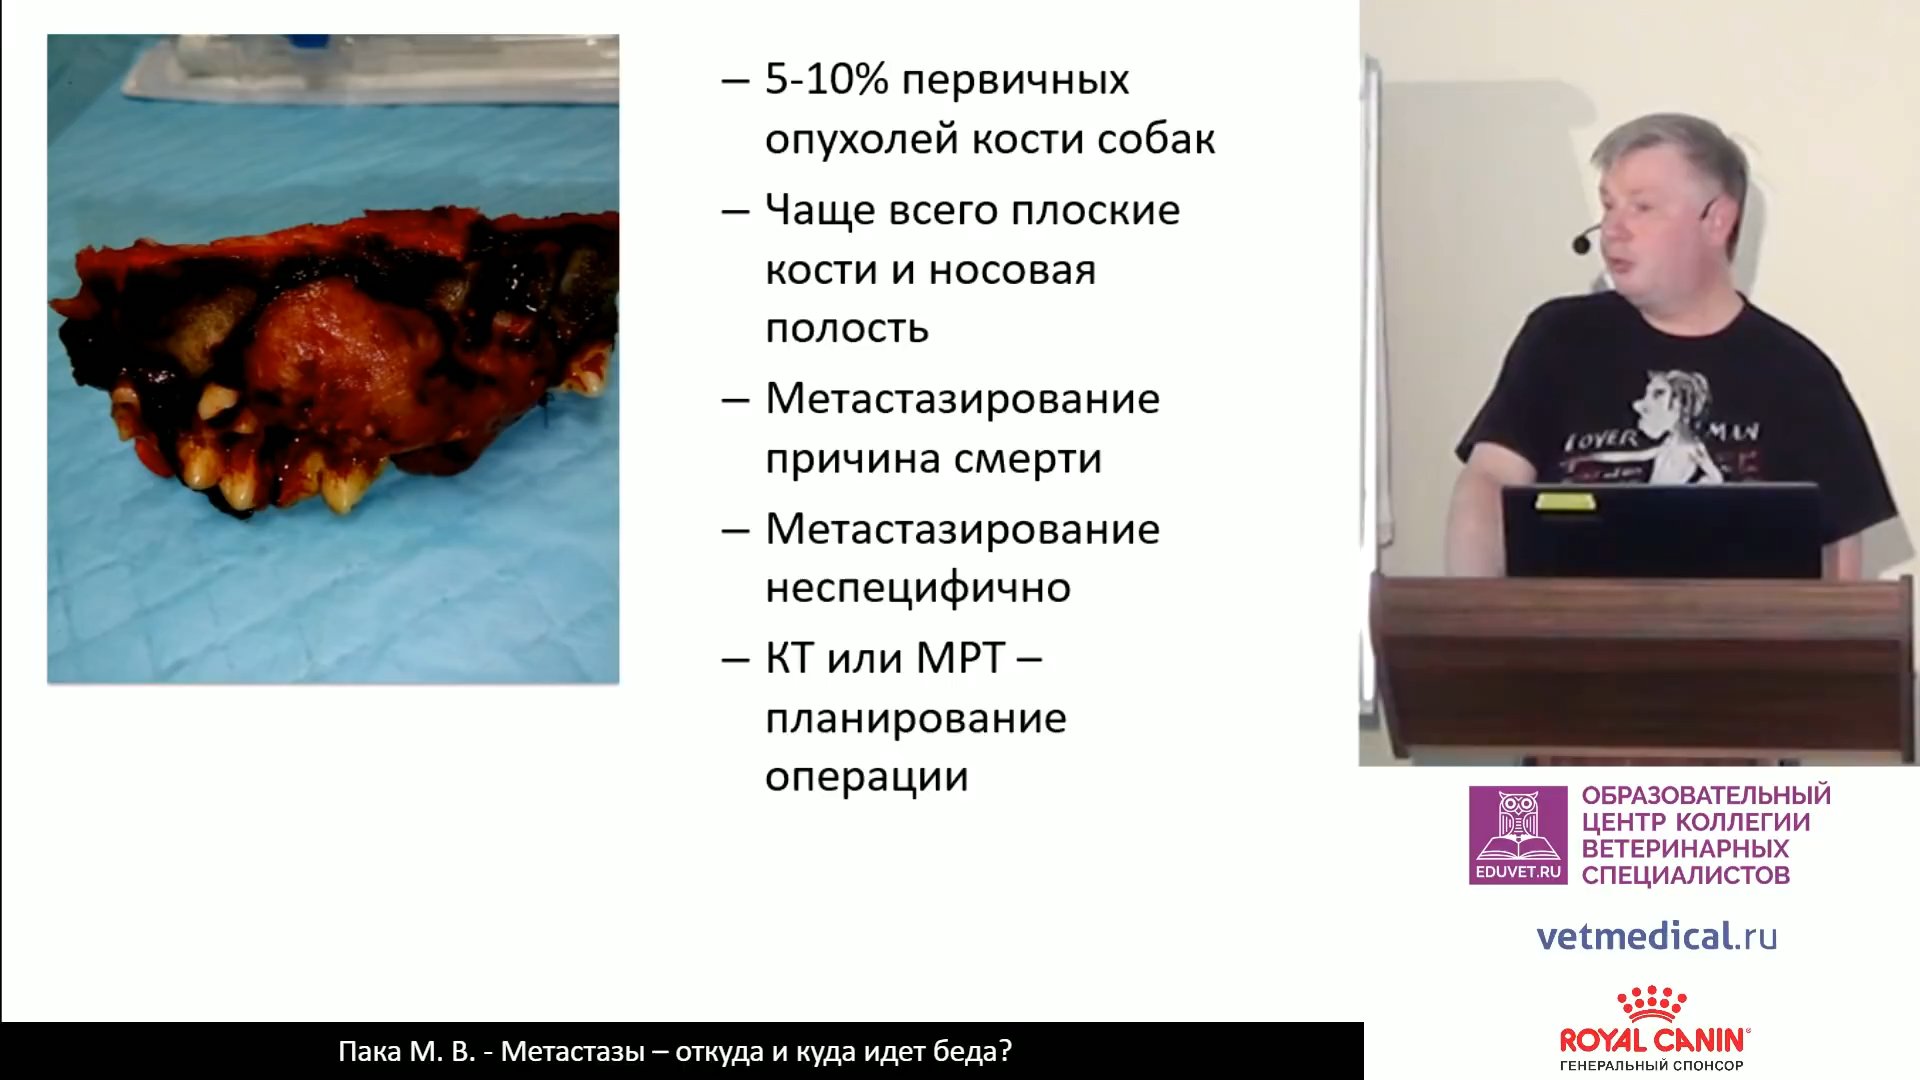 – 5-10% первичных
опухолей кости собак
– Чаще всего плоские
кости и носовая
полость
– Метастазирование
причина смерти
– Метастазирование
неспецифично
– КТ или МРТ –
планирование
операции
LOVER MAN
EDUVET.RU
ОБРАЗОВАТЕЛЬНЫЙ
ЦЕНТР КОЛЛЕГИИ
ВЕТЕРИНАРНЫХ
СПЕЦИАЛИСТОВ
vetmedical.ru
ROYAL CANIN®
ГЕНЕРАЛЬНЫЙ СПОНСОР
Пака М. В. - Метастазы – откуда и куда идет беда?